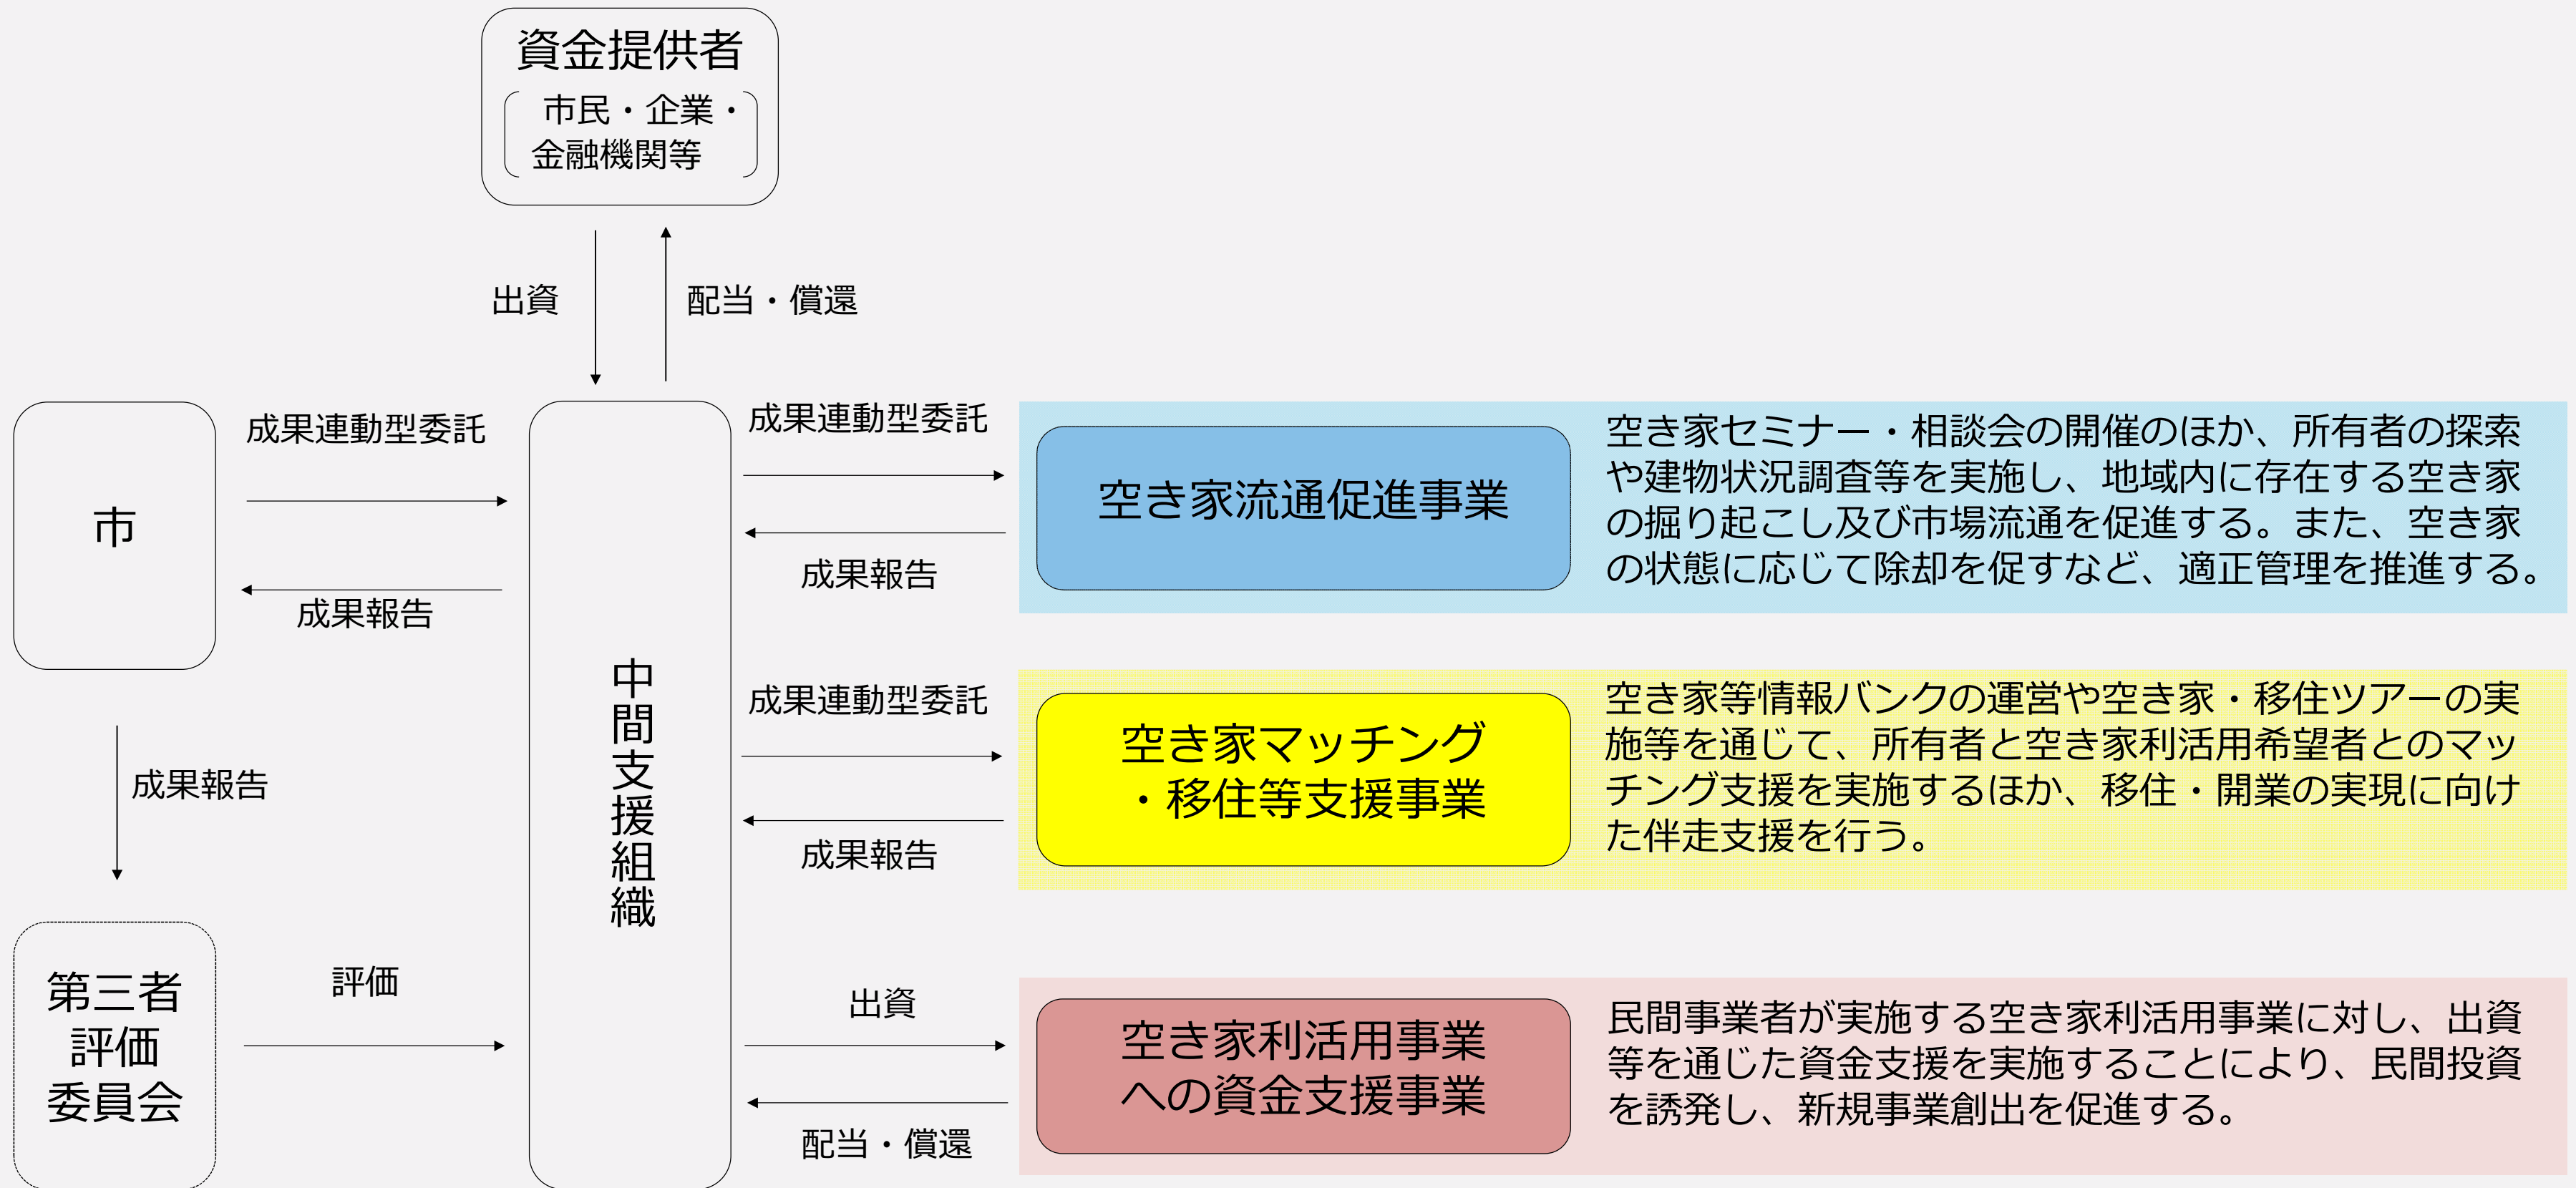 資金提供者
市民・企業・
金融機関等
出資
配当・償還
市
成果連動型委託
成果報告
成果報告
第三者
評価
委員会
評価
中間支援組織
成果連動型委託
成果報告
空き家流通促進事業
空き家セミナー・相談会の開催のほか、所有者の探索
や建物状況調査等を実施し、地域内に存在する空き家
の掘り起こし及び市場流通を促進する。また、空き家
の状態に応じて除却を促すなど、適正管理を推進する。
成果連動型委託
成果報告
空き家マッチング
・移住等支援事業
空き家等情報バンクの運営や空き家・移住ツアーの実
施等を通じて、所有者と空き家利活用希望者とのマッ
チング支援を実施するほか、移住・開業の実現に向け
た伴走支援を行う。
出資
配当・償還
空き家利活用事業
への資金支援事業
民間事業者が実施する空き家利活用事業に対し、出資
等を通じた資金支援を実施することにより、民間投資
を誘発し、新規事業創出を促進する。